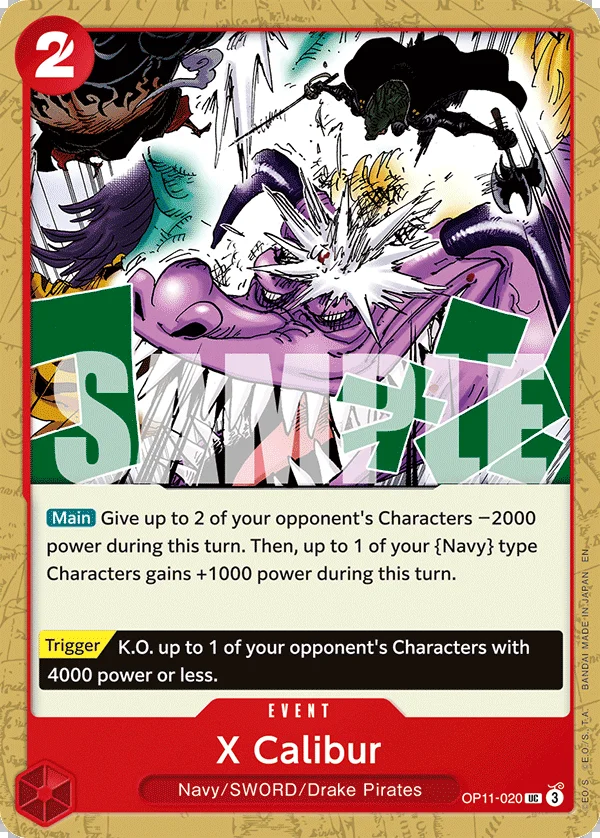 2
SAMPLE
Main Give up to 2 of your opponent's Characters −2000
power during this turn. Then, up to 1 of your {Navy} type
Characters gains +1000 power during this turn.
Trigger K.O. up to 1 of your opponent's Characters with
4000 power or less.
EVENT
X Calibur
Navy/SWORD/Drake Pirates
OP11-020 UC 3
©E.O./S. ©E.O./S.,T.A. BANDAI MADE IN JAPAN EN